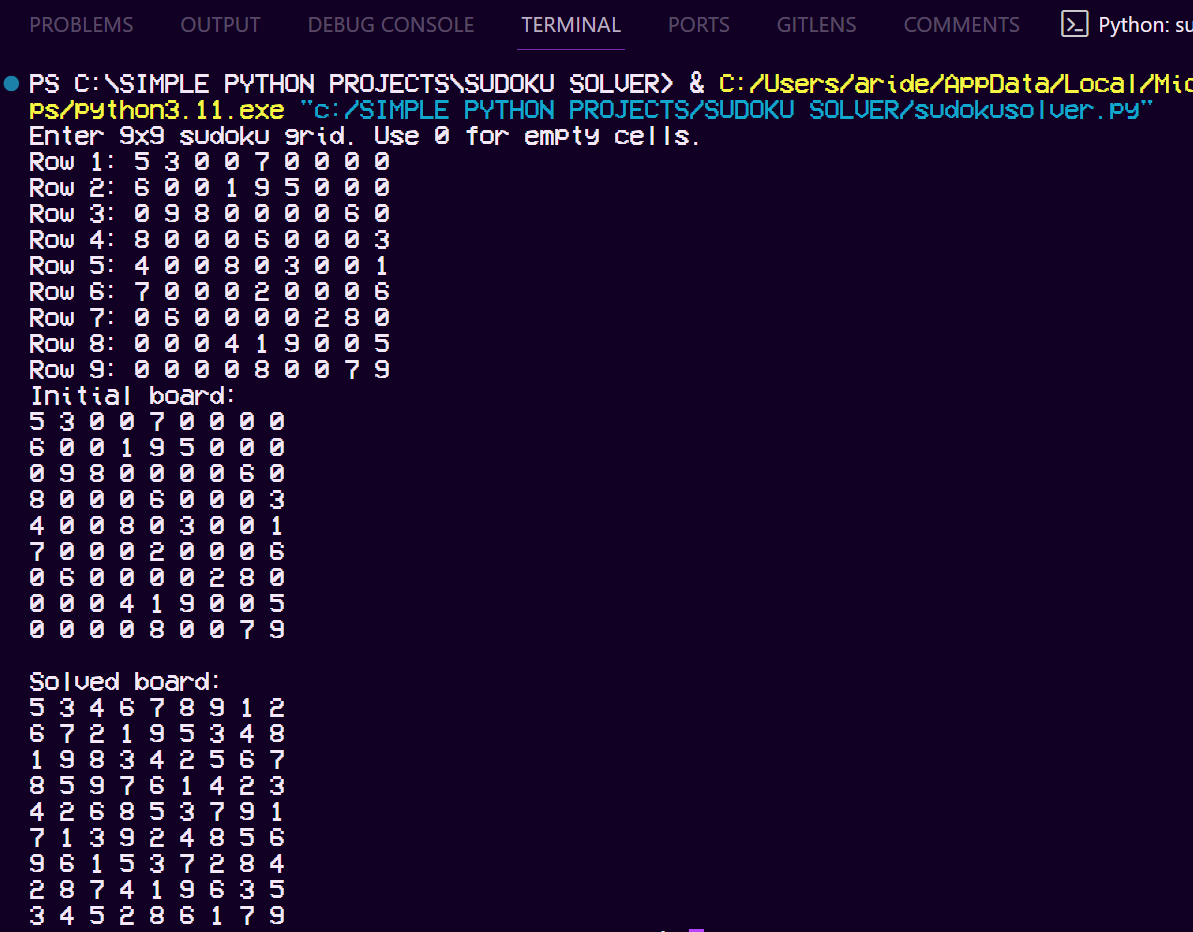 PROBLEMS OUTPUT DEBUG CONSOLE TERMINAL PORTS GITLENS COMMENTS Python: su
PS C:\SIMPLE PYTHON PROJECTS\SUDOKU SOLVER> & C:/Users/aride/AppData/Local/Mic
ps/python3.11.exe "c:/SIMPLE PYTHON PROJECTS/SUDOKU SOLVER/sudokusolver.py"
Enter 9x9 sudoku grid. Use 0 for empty cells.
Row 1: 5 3 0 0 7 0 0 0 0
Row 2: 6 0 0 1 9 5 0 0 0
Row 3: 0 9 8 0 0 0 0 6 0
Row 4: 8 0 0 0 6 0 0 0 3
Row 5: 4 0 0 8 0 3 0 0 1
Row 6: 7 0 0 0 2 0 0 0 6
Row 7: 0 6 0 0 0 0 2 8 0
Row 8: 0 0 0 4 1 9 0 0 5
Row 9: 0 0 0 0 8 0 0 7 9
Initial board:
5 3 0 0 7 0 0 0 0
6 0 0 1 9 5 0 0 0
0 9 8 0 0 0 0 6 0
8 0 0 0 6 0 0 0 3
4 0 0 8 0 3 0 0 1
7 0 0 0 2 0 0 0 6
0 6 0 0 0 0 2 8 0
0 0 0 4 1 9 0 0 5
0 0 0 0 8 0 0 7 9
Solved board:
5 3 4 6 7 8 9 1 2
6 7 2 1 9 5 3 4 8
1 9 8 3 4 2 5 6 7
8 5 9 7 6 1 4 2 3
4 2 6 8 5 3 7 9 1
7 1 3 9 2 4 8 5 6
9 6 1 5 3 7 2 8 4
2 8 7 4 1 9 6 3 5
3 4 5 2 8 6 1 7 9